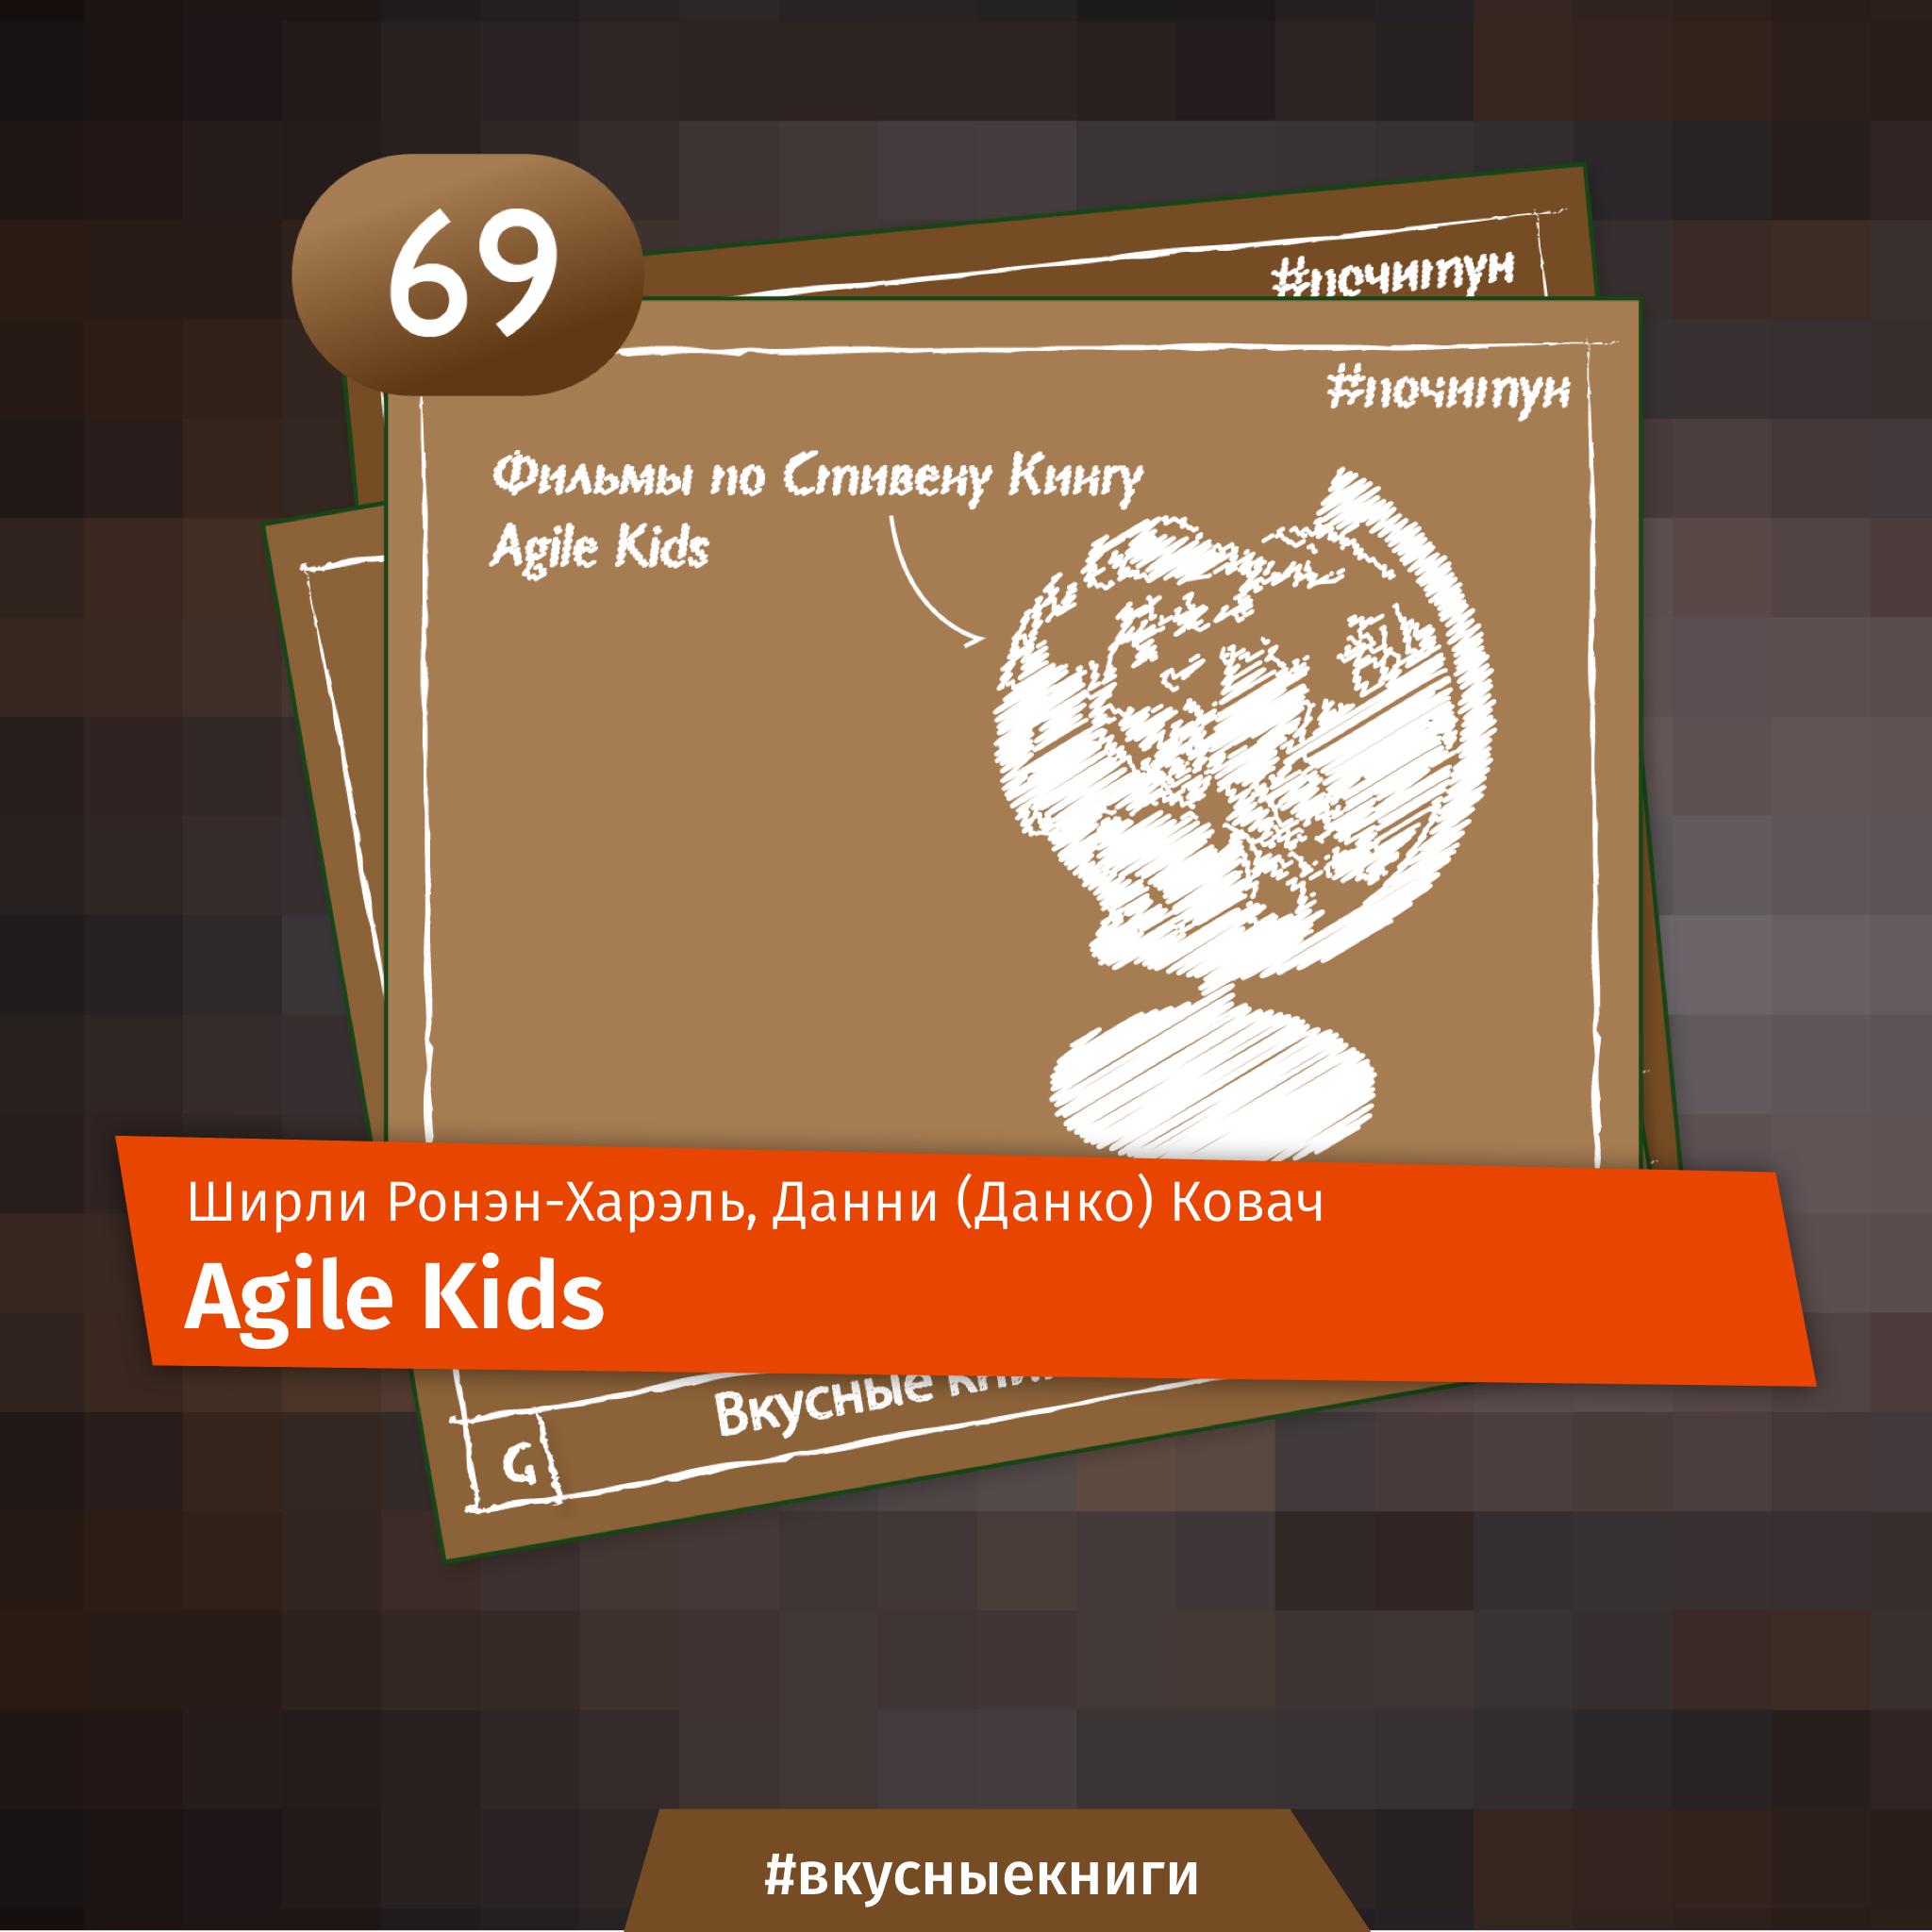 69
#почитун
#почитун
Фильмы по Стивену Кингу
Agile Kids
Ширли Ронэн-Харэль, Данни (Данко) Ковач
Agile Kids
Вкусные
G
#вкусныекниги